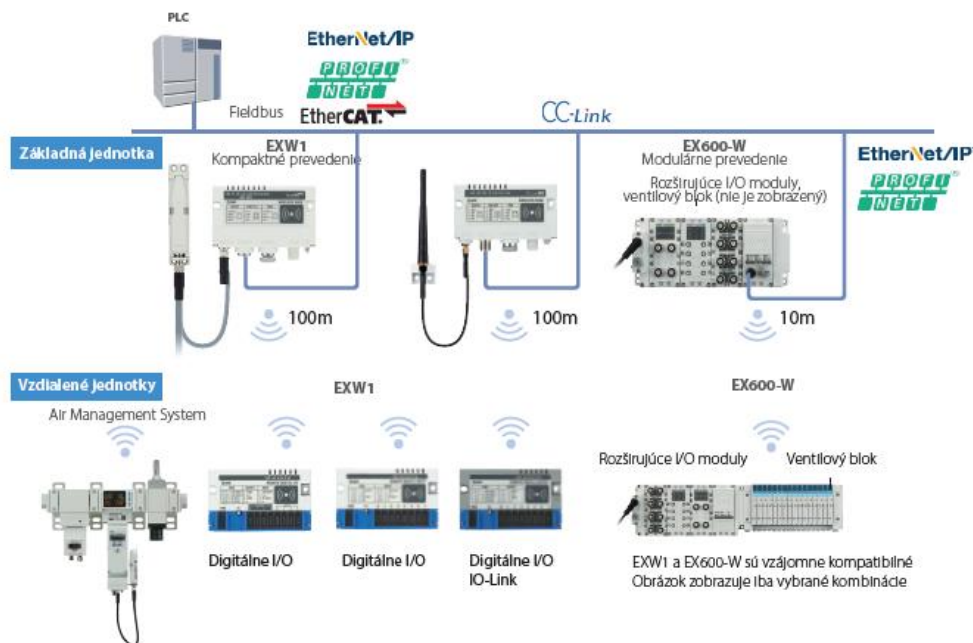 PLC
EtherNet/IP
PROFI
NET
Fieldbus
EtherCAT.
CC-Link
Základná jednotka
EXW1
Kompaktné prevedenie
EX600-W
Modulárne prevedenie
Rozširujúce I/O moduly,
ventilový blok (nie je zobrazený)
EtherNet/IP
PROFI
NET
100m
100m
10m
Vzdialené jednotky
Air Management System
EXW1
EX600-W
Rozširujúce I/O moduly
Ventilový blok
Digitálne I/O
Digitálne I/O
Digitálne I/O
IO-Link
EXW1 a EX600-W sú vzájomne kompatibilné
Obrázok zobrazuje iba vybrané kombinácie